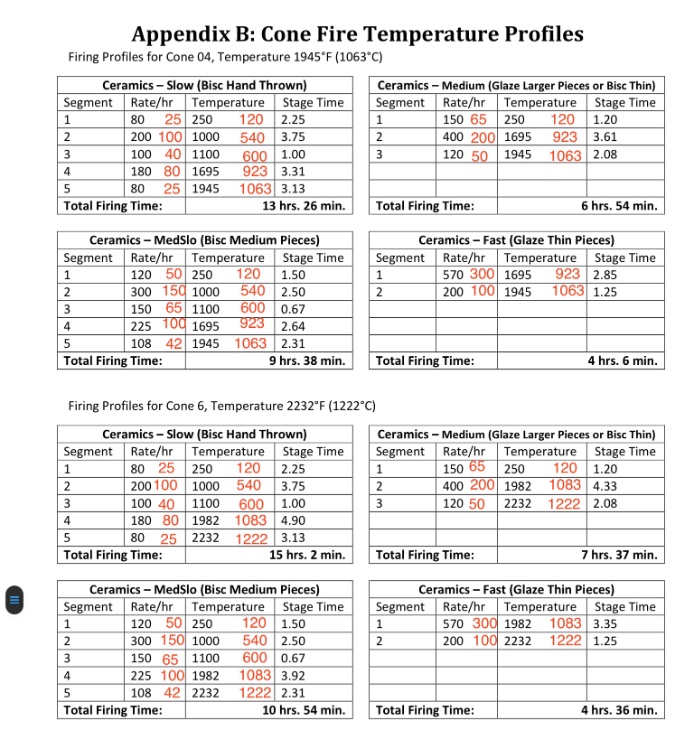 Appendix B: Cone Fire Temperature Profiles
Firing Profiles for Cone 04, Temperature 1945°F (1063°C)
Ceramics – Slow (Bisc Hand Thrown)
Segment Rate/hr Temperature Stage Time
1 80 25 250 120 2.25
2 200 100 1000 540 3.75
3 100 40 1100 600 1.00
4 180 80 1695 923 3.31
5 80 25 1945 1063 3.13
Total Firing Time: 13 hrs. 26 min.
Ceramics – Medium (Glaze Larger Pieces or Bisc Thin)
Segment Rate/hr Temperature Stage Time
1 150 65 250 120 1.20
2 400 200 1695 923 3.61
3 120 50 1945 1063 2.08
Total Firing Time: 6 hrs. 54 min.
Ceramics – MedSlo (Bisc Medium Pieces)
Segment Rate/hr Temperature Stage Time
1 120 50 250 120 1.50
2 300 150 1000 540 2.50
3 150 65 1100 600 0.67
4 225 100 1695 923 2.64
5 108 42 1945 1063 2.31
Total Firing Time: 9 hrs. 38 min.
Ceramics – Fast (Glaze Thin Pieces)
Segment Rate/hr Temperature Stage Time
1 570 300 1695 923 2.85
2 200 100 1945 1063 1.25
Total Firing Time: 4 hrs. 6 min.
Firing Profiles for Cone 6, Temperature 2232°F (1222°C)
Ceramics – Slow (Bisc Hand Thrown)
Segment Rate/hr Temperature Stage Time
1 80 25 250 120 2.25
2 200 100 1000 540 3.75
3 100 40 1100 600 1.00
4 180 80 1982 1083 4.90
5 80 25 2232 1222 3.13
Total Firing Time: 15 hrs. 2 min.
Ceramics – Medium (Glaze Larger Pieces or Bisc Thin)
Segment Rate/hr Temperature Stage Time
1 150 65 250 120 1.20
2 400 200 1982 1083 4.33
3 120 50 2232 1222 2.08
Total Firing Time: 7 hrs. 37 min.
Ceramics – MedSlo (Bisc Medium Pieces)
Segment Rate/hr Temperature Stage Time
1 120 50 250 120 1.50
2 300 150 1000 540 2.50
3 150 65 1100 600 0.67
4 225 100 1982 1083 3.92
5 108 42 2232 1222 2.31
Total Firing Time: 10 hrs. 54 min.
Ceramics – Fast (Glaze Thin Pieces)
Segment Rate/hr Temperature Stage Time
1 570 300 1982 1083 3.35
2 200 100 2232 1222 1.25
Total Firing Time: 4 hrs. 36 min.